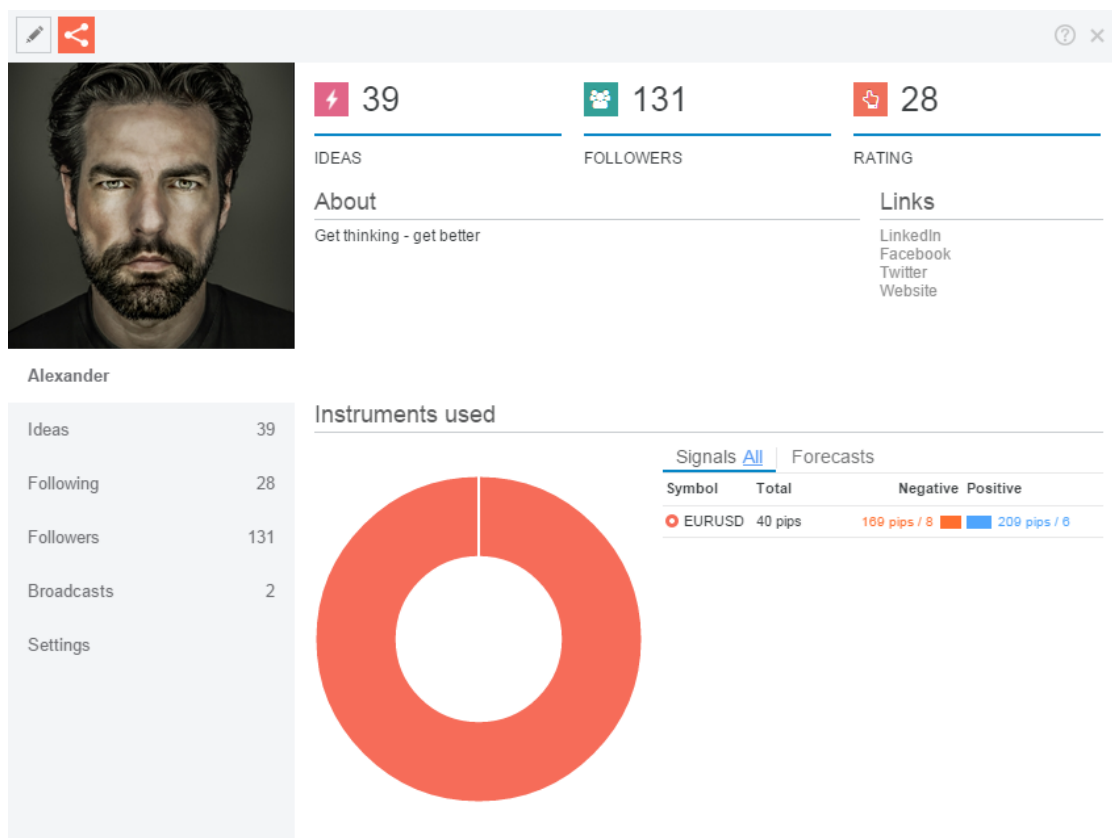 39
131
28
IDEAS
FOLLOWERS
RATING
About
Links
Get thinking - get better
LinkedIn
Facebook
Twitter
Website
Alexander
Ideas 39
Following 28
Followers 131
Broadcasts 2
Settings
Instruments used
Signals All Forecasts
Symbol Total Negative Positive
EURUSD 40 pips 169 pips / 8 209 pips / 6